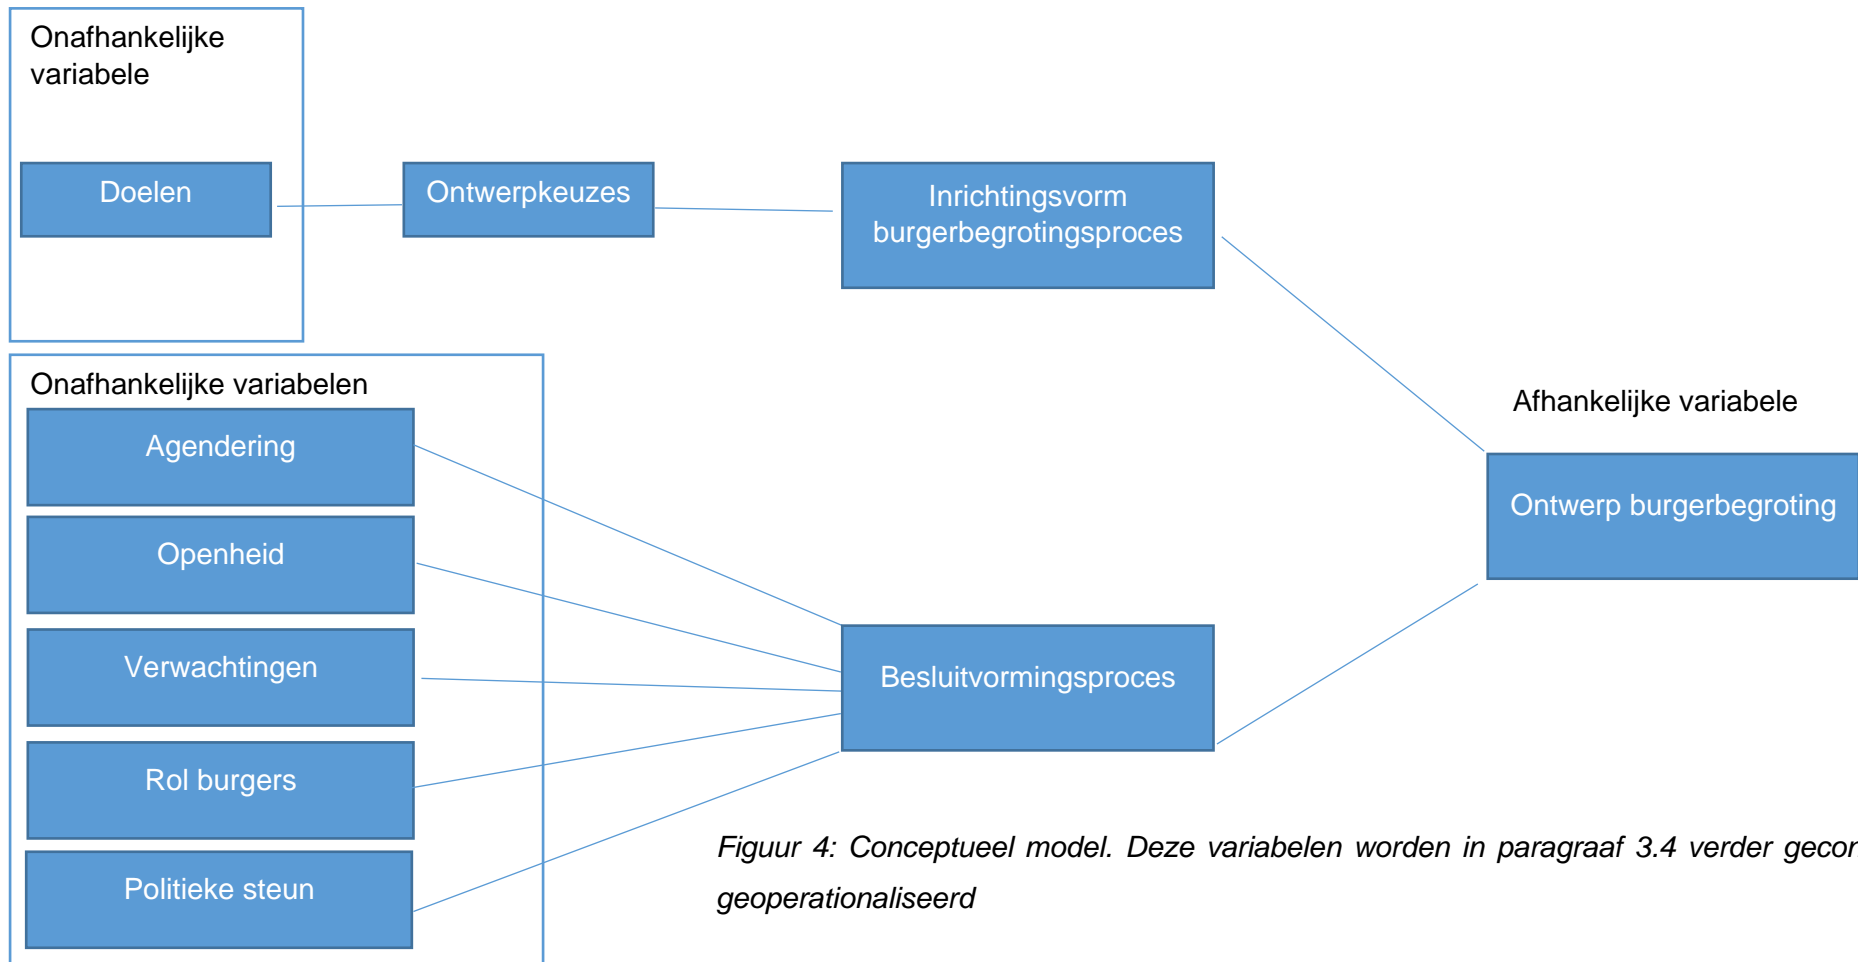 Onafhankelijke
variabele
Doelen
Ontwerpkeuzes
Inrichtingsvorm
burgerbegrotingsproces
Onafhankelijke variabelen
Agendering
Openheid
Verwachtingen
Rol burgers
Politieke steun
Besluitvormingsproces
Afhankelijke variabele
Ontwerp burgerbegroting
Figuur 4: Conceptueel model. Deze variabelen worden in paragraaf 3.4 verder
geoperationaliseerd